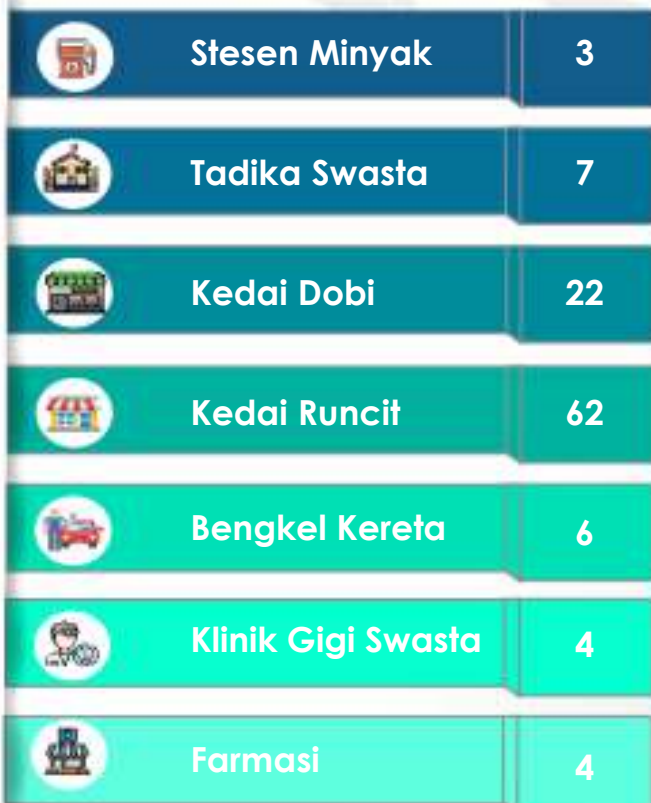 Stesen Minyak 3
Tadika Swasta 7
Kedai Dobi 22
Kedai Runcit 62
Bengkel Kereta 6
Klinik Gigi Swasta 4
Farmasi 4